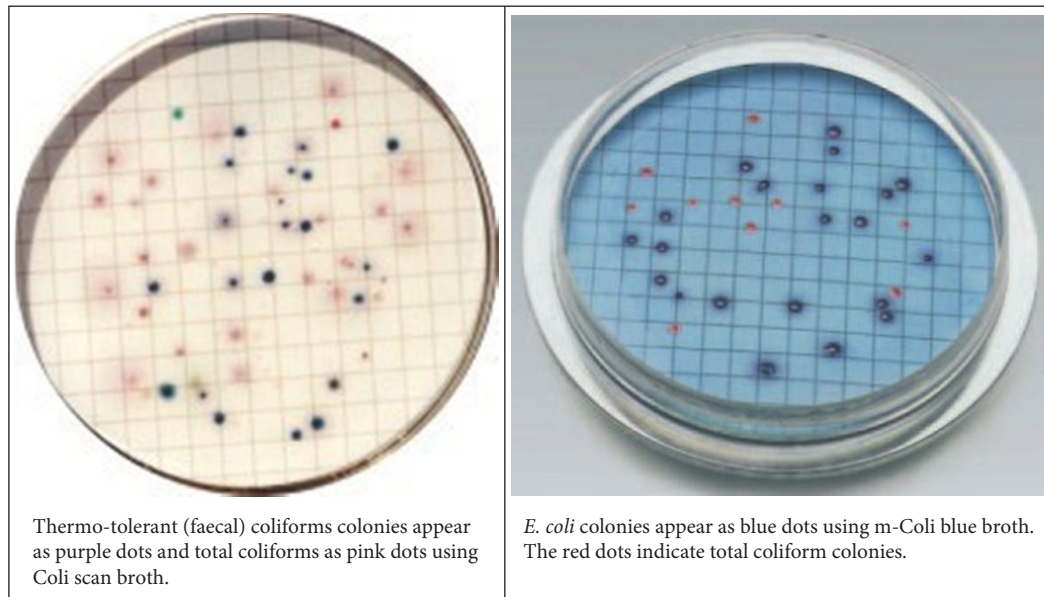 Thermo-tolerant (faecal) coliforms colonies appear
as purple dots and total coliforms as pink dots using
Coli scan broth.
E. coli colonies appear as blue dots using m-Coli blue broth.
The red dots indicate total coliform colonies.